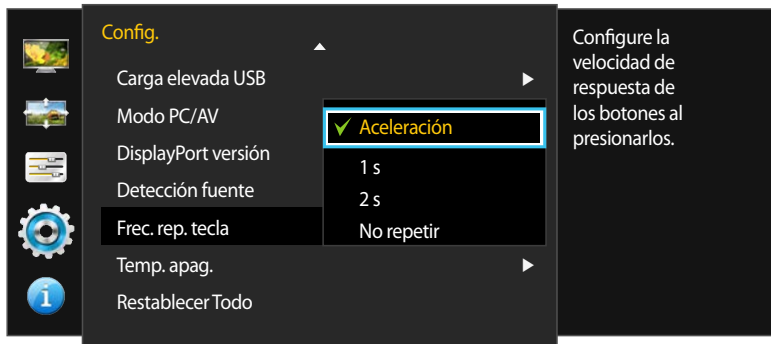 Config.
Carga elevada USB
Modo PC/AV
DisplayPort versión
Detección fuente
Frec. rep. tecla
Temp. apag.
Restablecer Todo
Aceleración
1 s
2 s
No repetir
Configure la
velocidad de
respuesta de
los botones al
presionarlos.